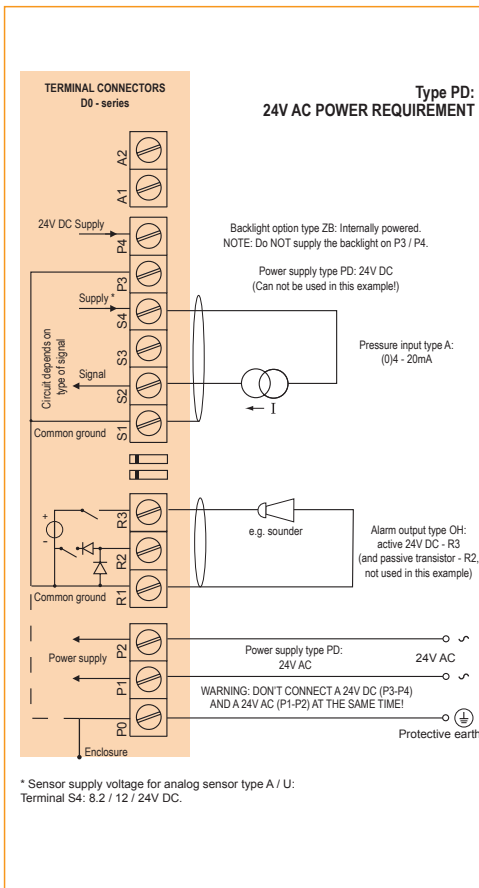 TERMINAL CONNECTORS
D0 - series
Type PD:
24V AC POWER REQUIREMENT
A2
A1
24V DC Supply
P4
Backlight option type ZB: Internally powered.
NOTE: Do NOT supply the backlight on P3 / P4.
P3
Power supply type PD: 24V DC
(Can not be used in this example!)
Supply *
S4
Circuit depends on
type of signal
S3
Pressure input type A:
(0)4 - 20mA
Signal
S2
I
S1
Common ground
+
-
R3
e.g. sounder
Alarm output type OH:
active 24V DC - R3
(and passive transistor - R2,
not used in this example)
R2
R1
Common ground
P2
Power supply
Power supply type PD:
24V AC
24V AC
P1
WARNING: DON'T CONNECT A 24V DC (P3-P4)
AND A 24V AC (P1-P2) AT THE SAME TIME!
P0
Protective earth
Enclosure
* Sensor supply voltage for analog sensor type A / U:
Terminal S4: 8.2 / 12 / 24V DC.